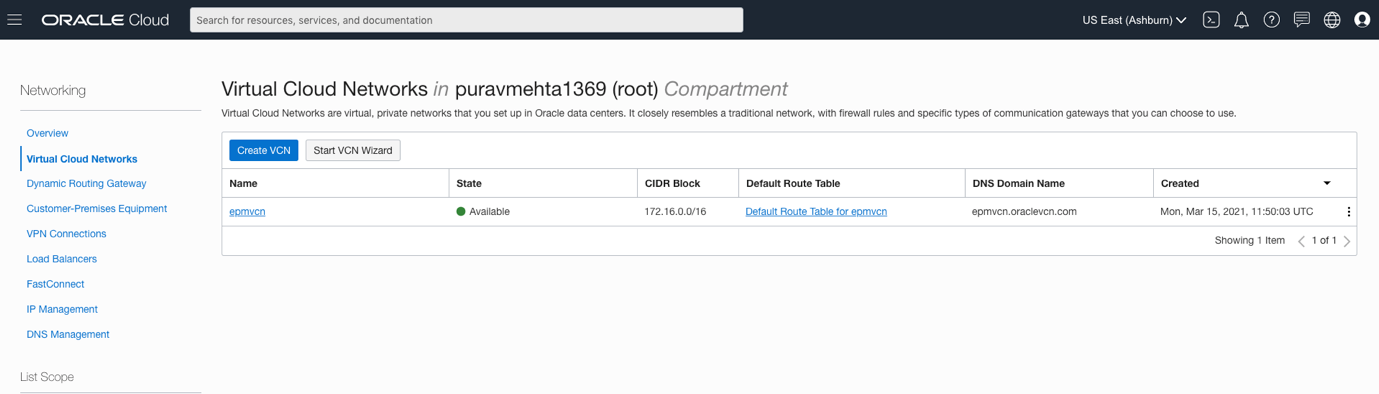 ORACLE Cloud
Search for resources, services, and documentation
US East (Ashburn)
Networking
Overview
Virtual Cloud Networks
Dynamic Routing Gateway
Customer-Premises Equipment
VPN Connections
Load Balancers
FastConnect
IP Management
DNS Management
List Scope
Virtual Cloud Networks in puravmehta1369 (root) Compartment
Virtual Cloud Networks are virtual, private networks that you set up in Oracle data centers. It closely resembles a traditional network, with firewall rules and specific types of communication gateways that you can choose to use.
Create VCN Start VCN Wizard
Name State CIDR Block Default Route Table DNS Domain Name Created
epmvcn Available 172.16.0.0/16 Default Route Table for epmvcn epmvcn.oraclevcn.com Mon, Mar 15, 2021, 11:50:03 UTC
Showing 1 Item 1 of 1